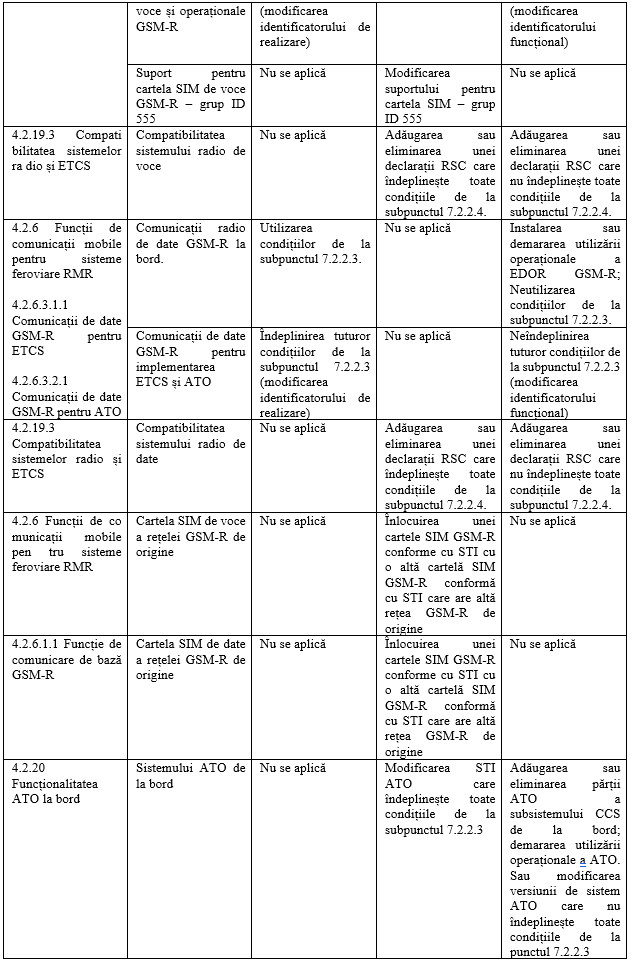 voce și operaționale
GSM-R
(modificarea
identificatorului de
realizare)
(modificarea
identificatorului
funcțional)
Suport pentru
cartela SIM de voce
GSM-R – grup ID
555
Nu se aplică
Modificarea
suportului pentru
cartela SIM – grup
ID 555
Nu se aplică
4.2.19.3 Compati
bilitatea sistemelor
ra dio și ETCS
Compatibilitatea
sistemului radio de
voce
Nu se aplică
Adăugarea sau
eliminarea unei
declarații RSC care
îndeplinește toate
condițiile de la
subpunctul 7.2.2.4.
Adăugarea sau
eliminarea unei
declarații RSC care
nu îndeplinește toate
condițiile de la
subpunctul 7.2.2.4.
4.2.6 Funcții de
comunicații mobile
pentru sisteme
feroviare RMR
4.2.6.3.1.1
Comunicații de date
GSM-R pentru
ETCS
4.2.6.3.2.1
Comunicații de date
GSM-R pentru ATO
Comunicații radio
de date GSM-R la
bord.
Utilizarea
condițiilor de la
subpunctul 7.2.2.3.
Nu se aplică
Instalarea sau
demararea utilizării
operaționale a
EDOR GSM-R;
Neutilizarea
condițiilor de la
subpunctul 7.2.2.3.
Comunicații de date
GSM-R pentru
implementarea
ETCS și ATO
Îndeplinirea tuturor
condițiilor de la
subpunctul 7.2.2.3
(modificarea
identificatorului de
realizare)
Nu se aplică
Neîndeplinirea
tuturor condițiilor de
la subpunctul 7.2.2.3
(modificarea
identificatorului
funcțional)
4.2.19.3
Compatibilitatea
sistemelor radio și
ETCS
Compatibilitatea
sistemului radio de
date
Nu se aplică
Adăugarea sau
eliminarea unei
declarații RSC care
îndeplinește toate
condițiile de la
subpunctul 7.2.2.4.
Adăugarea sau
eliminarea unei
declarații RSC care
nu îndeplinește toate
condițiile de la
subpunctul 7.2.2.4.
4.2.6 Funcții de co
municații mobile
pen tru sisteme
feroviare RMR
Cartela SIM de voce
a rețelei GSM-R de
origine
Nu se aplică
Înlocuirea unei
cartele SIM GSM-R
conforme cu STI cu
o altă cartelă SIM
GSM-R conformă
cu STI care are altă
rețea GSM-R de
origine
Nu se aplică
4.2.6.1.1 Funcție de
comunicare de bază
GSM-R
Cartela SIM de date
a rețelei GSM-R de
origine
Nu se aplică
Înlocuirea unei
cartele SIM GSM-R
conforme cu STI cu
o altă cartelă SIM
GSM-R conformă
cu STI care are altă
rețea GSM-R de
origine
Nu se aplică
4.2.20
Funcționalitatea
ATO la bord
Sistemului ATO de
la bord
Nu se aplică
Modificarea STI
ATO care
îndeplinește toate
condițiile de la
subpunctul 7.2.2.3
Adăugarea sau
eliminarea părții
ATO a
subsistemului CCS
de la bord;
demararea utilizării
operaționale a ATO.
Sau modificarea
versiunii de sistem
ATO care nu
îndeplinește toate
condițiile de la
punctul 7.2.2.3